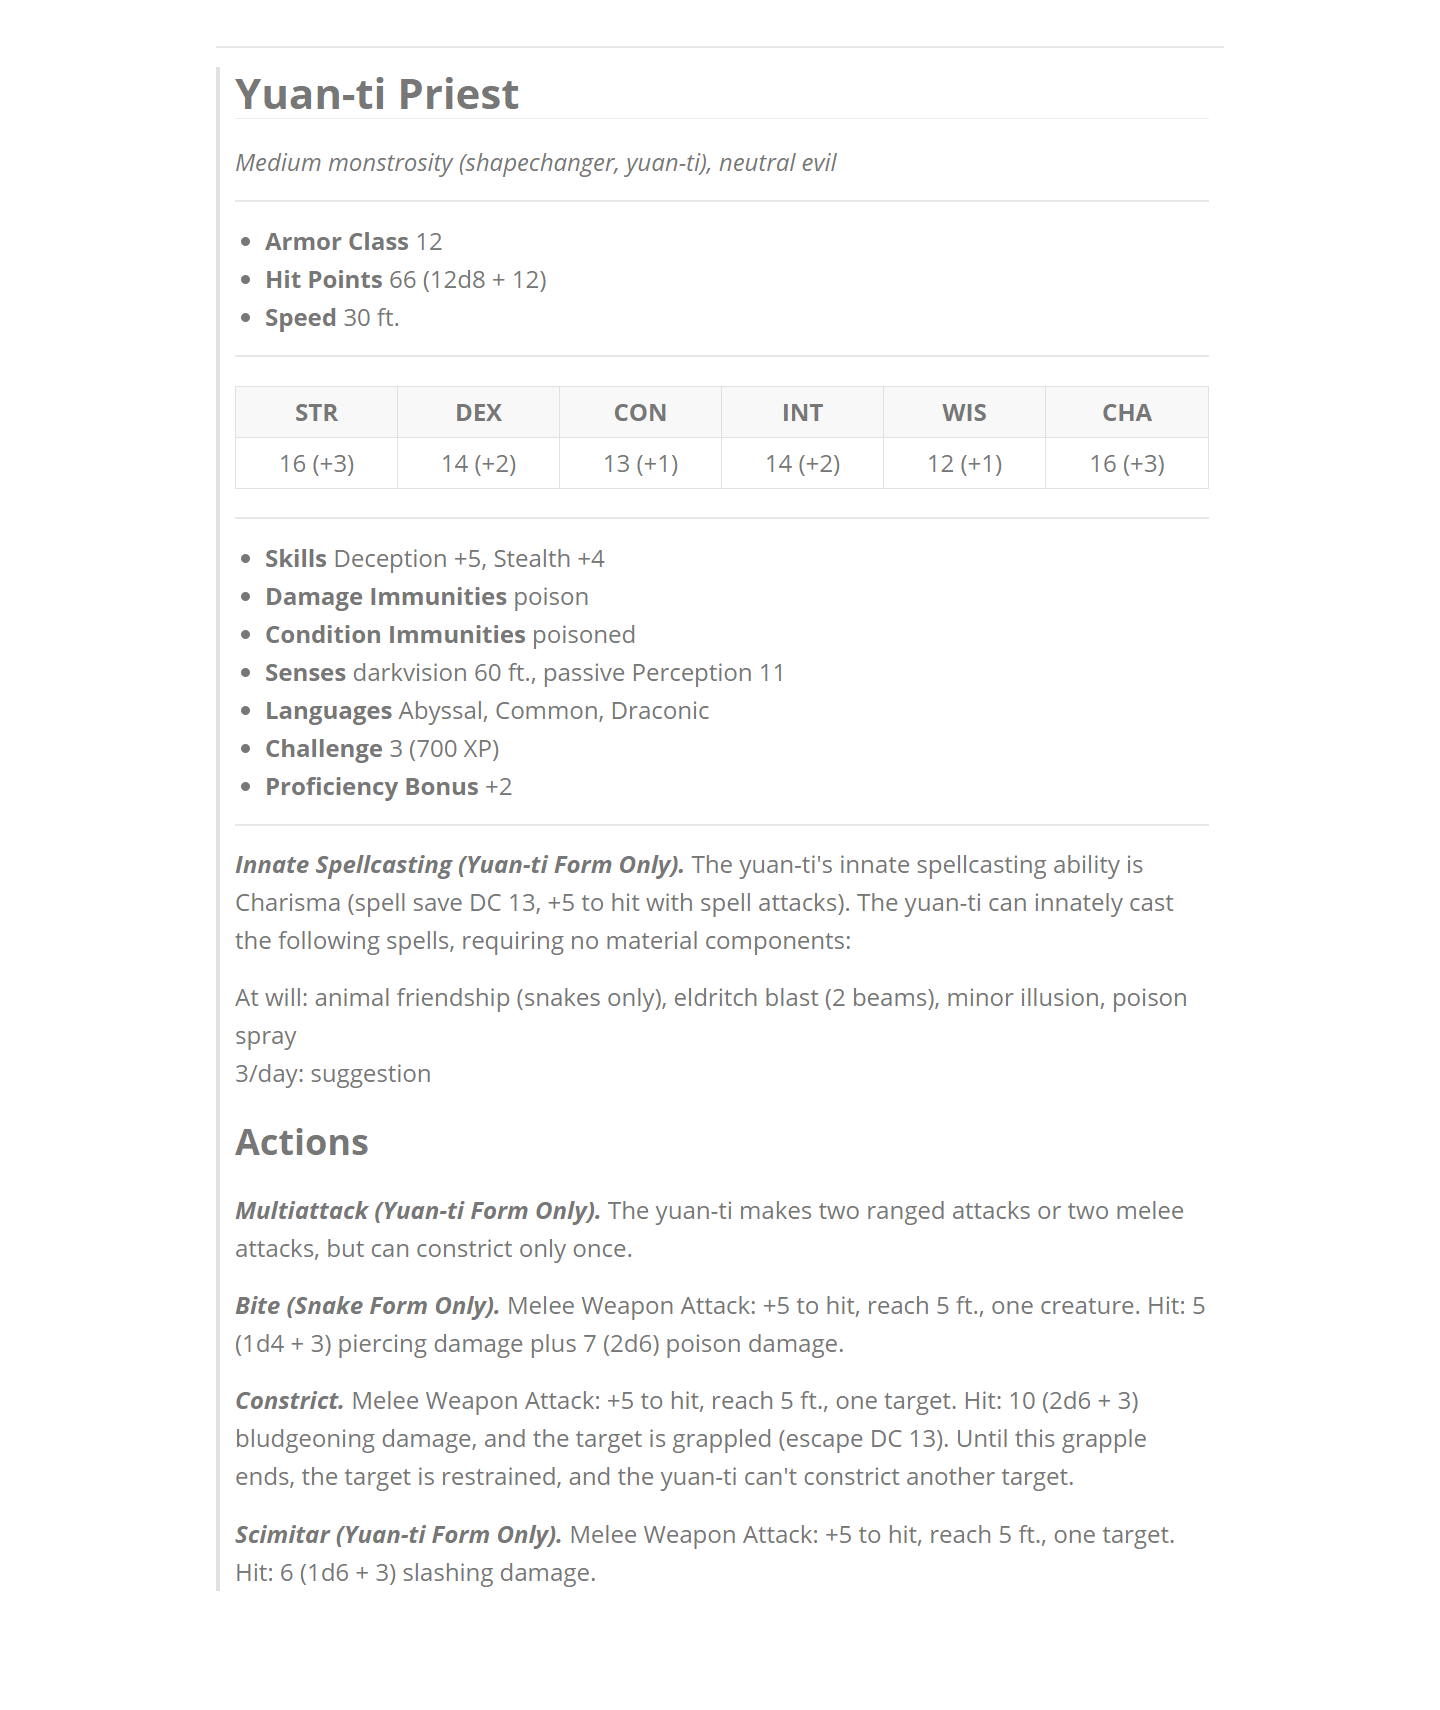 Yuan-ti Priest
Medium monstrosity (shapechanger, yuan-ti), neutral evil
Armor Class 12
Hit Points 66 (12d8 + 12)
Speed 30 ft.
STR DEX CON INT WIS CHA
16 (+3) 14 (+2) 13 (+1) 14 (+2) 12 (+1) 16 (+3)
Skills Deception +5, Stealth +4
Damage Immunities poison
Condition Immunities poisoned
Senses darkvision 60 ft., passive Perception 11
Languages Abyssal, Common, Draconic
Challenge 3 (700 XP)
Proficiency Bonus +2
Innate Spellcasting (Yuan-ti Form Only). The yuan-ti's innate spellcasting ability is
Charisma (spell save DC 13, +5 to hit with spell attacks). The yuan-ti can innately cast
the following spells, requiring no material components:
At will: animal friendship (snakes only), eldritch blast (2 beams), minor illusion, poison
spray
3/day: suggestion
Actions
Multiattack (Yuan-ti Form Only). The yuan-ti makes two ranged attacks or two melee
attacks, but can constrict only once.
Bite (Snake Form Only). Melee Weapon Attack: +5 to hit, reach 5 ft., one creature. Hit: 5
(1d4 + 3) piercing damage plus 7 (2d6) poison damage.
Constrict. Melee Weapon Attack: +5 to hit, reach 5 ft., one target. Hit: 10 (2d6 + 3)
bludgeoning damage, and the target is grappled (escape DC 13). Until this grapple
ends, the target is restrained, and the yuan-ti can't constrict another target.
Scimitar (Yuan-ti Form Only). Melee Weapon Attack: +5 to hit, reach 5 ft., one target.
Hit: 6 (1d6 + 3) slashing damage.